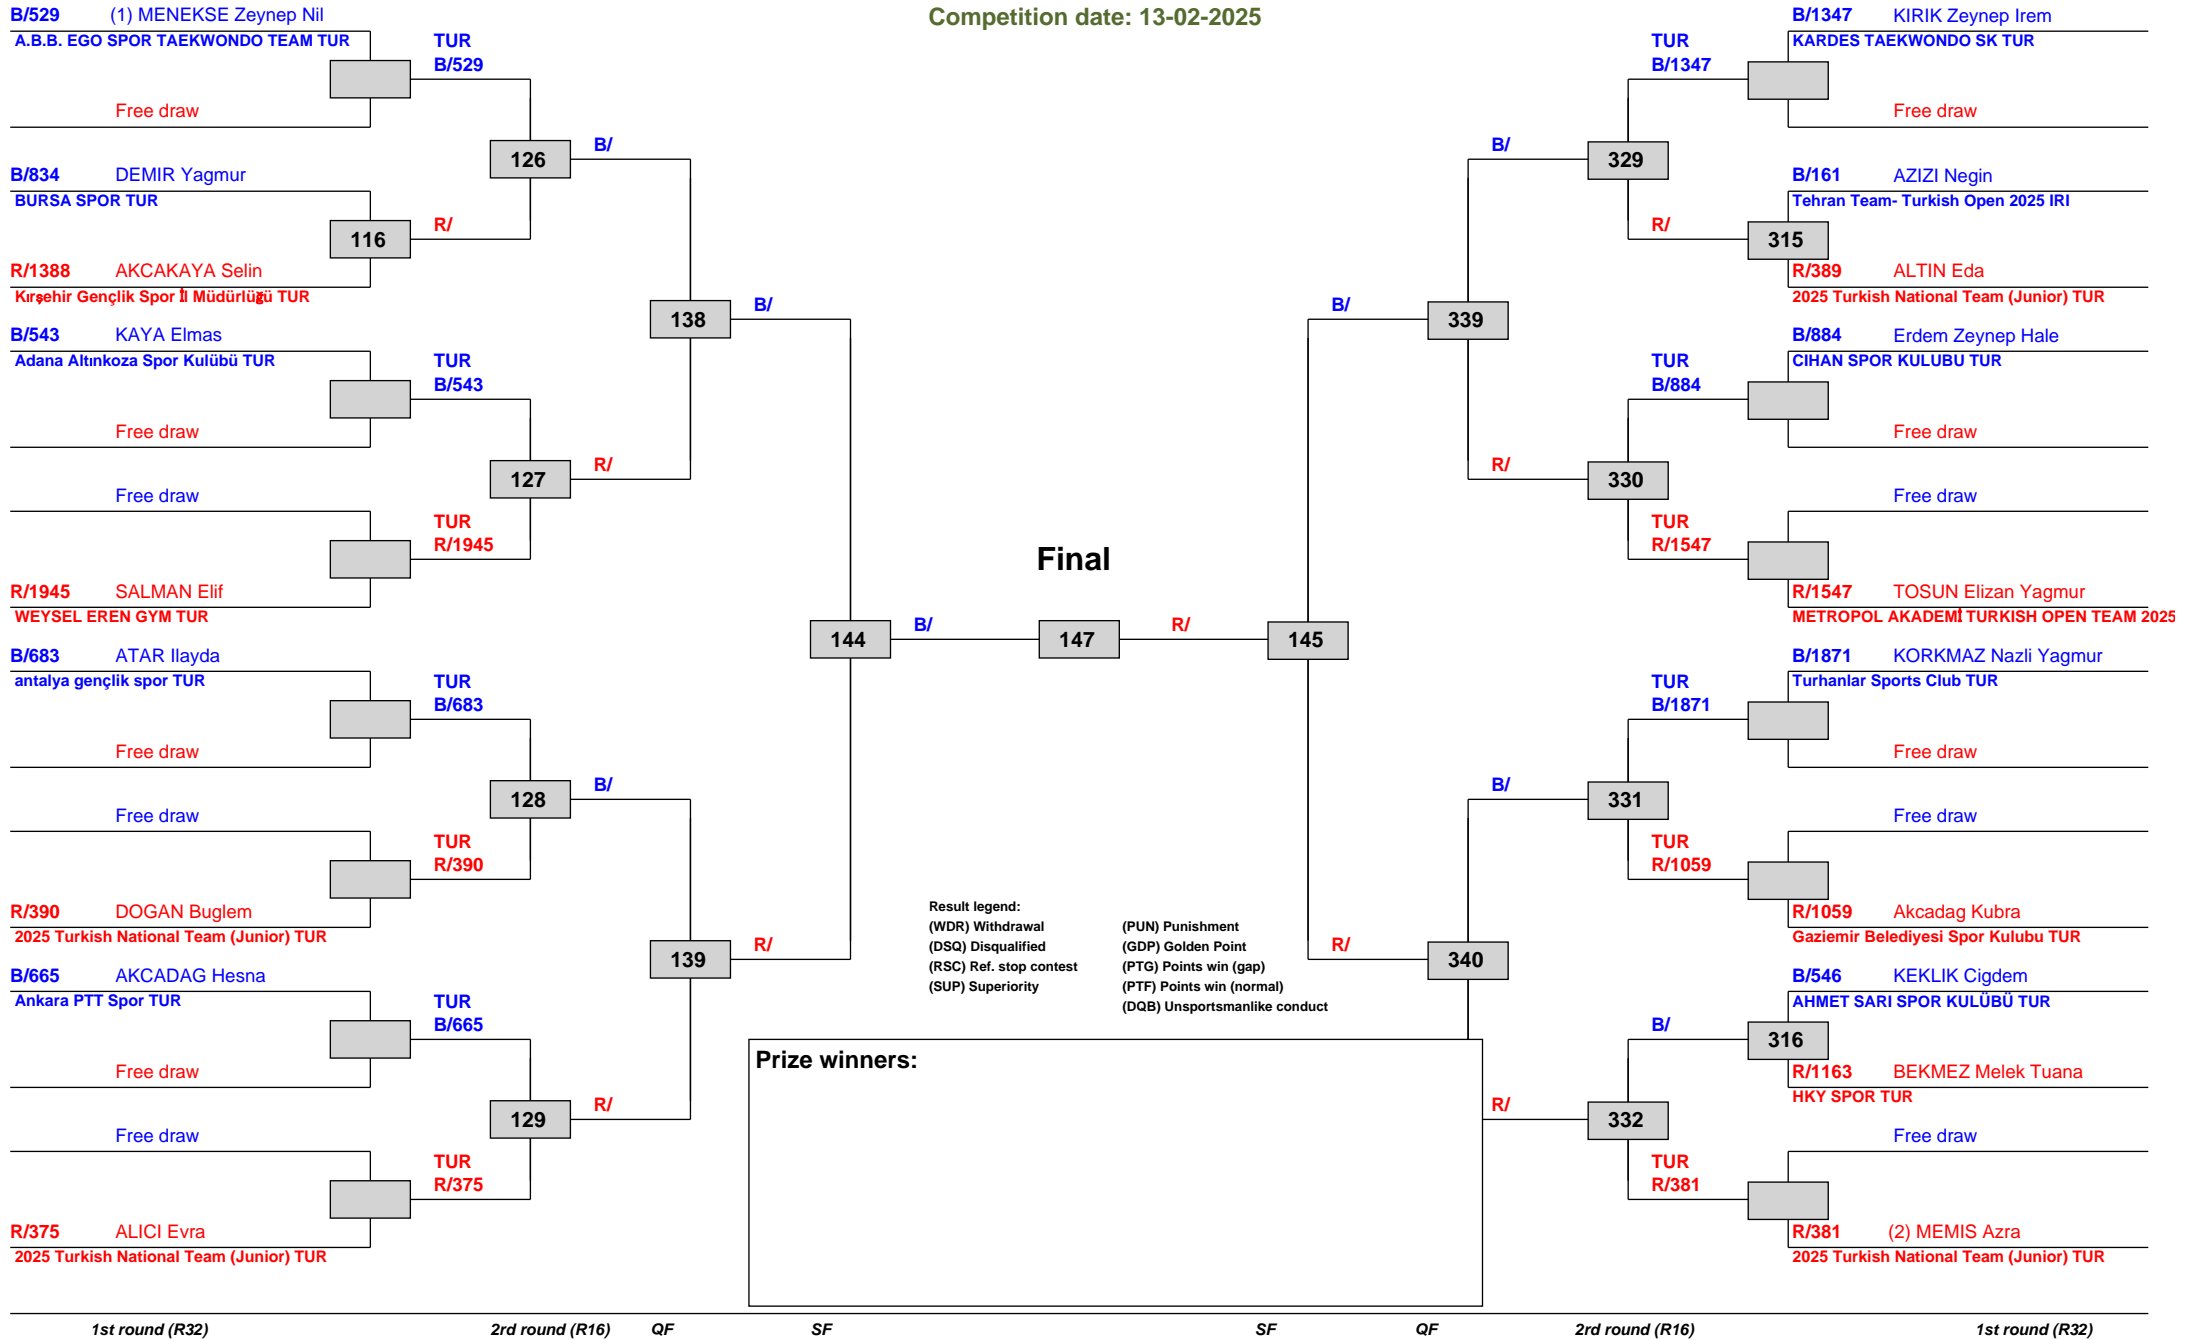 Competition date: 13-02-2025
B/529 (1) MENEKSE Zeynep Nil
A.B.B. EGO SPOR TAEKWONDO TEAM TUR
TUR
B/529
Free draw
126
B/
B/834 DEMIR Yagmur
BURSA SPOR TUR
116
R/
R/1388 AKCAKAYA Selin
Kırşehir Gençlik Spor İl Müdürlüğü TUR
138
B/
B/543 KAYA Elmas
Adana Altınkoza Spor Kulübü TUR
TUR
B/543
Free draw
127
R/
Free draw
TUR
R/1945
R/1945 SALMAN Elif
WEYSEL EREN GYM TUR
144
B/
B/683 ATAR Ilayda
antalya gençlik spor TUR
TUR
B/683
Free draw
128
B/
Free draw
TUR
R/390
R/390 DOGAN Buglem
2025 Turkish National Team (Junior) TUR
139
R/
B/665 AKCADAG Hesna
Ankara PTT Spor TUR
TUR
B/665
Free draw
129
R/
Free draw
TUR
R/375
R/375 ALICI Evra
2025 Turkish National Team (Junior) TUR
Final
147
R/
145
B/1347 KIRIK Zeynep Irem
KARDES TAEKWONDO SK TUR
TUR
B/1347
Free draw
B/
329
B/161 AZIZI Negin
Tehran Team- Turkish Open 2025 IRI
R/
315
R/389 ALTIN Eda
2025 Turkish National Team (Junior) TUR
B/
339
B/884 Erdem Zeynep Hale
CIHAN SPOR KULUBU TUR
TUR
B/884
Free draw
R/
330
Free draw
TUR
R/1547
R/1547 TOSUN Elizan Yagmur
METROPOL AKADEMİ TURKISH OPEN TEAM 2025
B/1871 KORKMAZ Nazli Yagmur
Turhanlar Sports Club TUR
TUR
B/1871
Free draw
B/
331
Free draw
TUR
R/1059
R/1059 Akcadag Kubra
Gaziemir Belediyesi Spor Kulubu TUR
R/
340
B/546 KEKLIK Cigdem
AHMET SARI SPOR KULÜBÜ TUR
B/
316
R/1163 BEKMEZ Melek Tuana
HKY SPOR TUR
R/
332
Free draw
TUR
R/381
R/381 (2) MEMIS Azra
2025 Turkish National Team (Junior) TUR
Result legend:
(WDR) Withdrawal (PUN) Punishment
(DSQ) Disqualified (GDP) Golden Point
(RSC) Ref. stop contest (PTG) Points win (gap)
(SUP) Superiority (PTF) Points win (normal)
(DQB) Unsportsmanlike conduct
Prize winners:
1st round (R32) 2rd round (R16) QF SF SF QF 2rd round (R16) 1st round (R32)